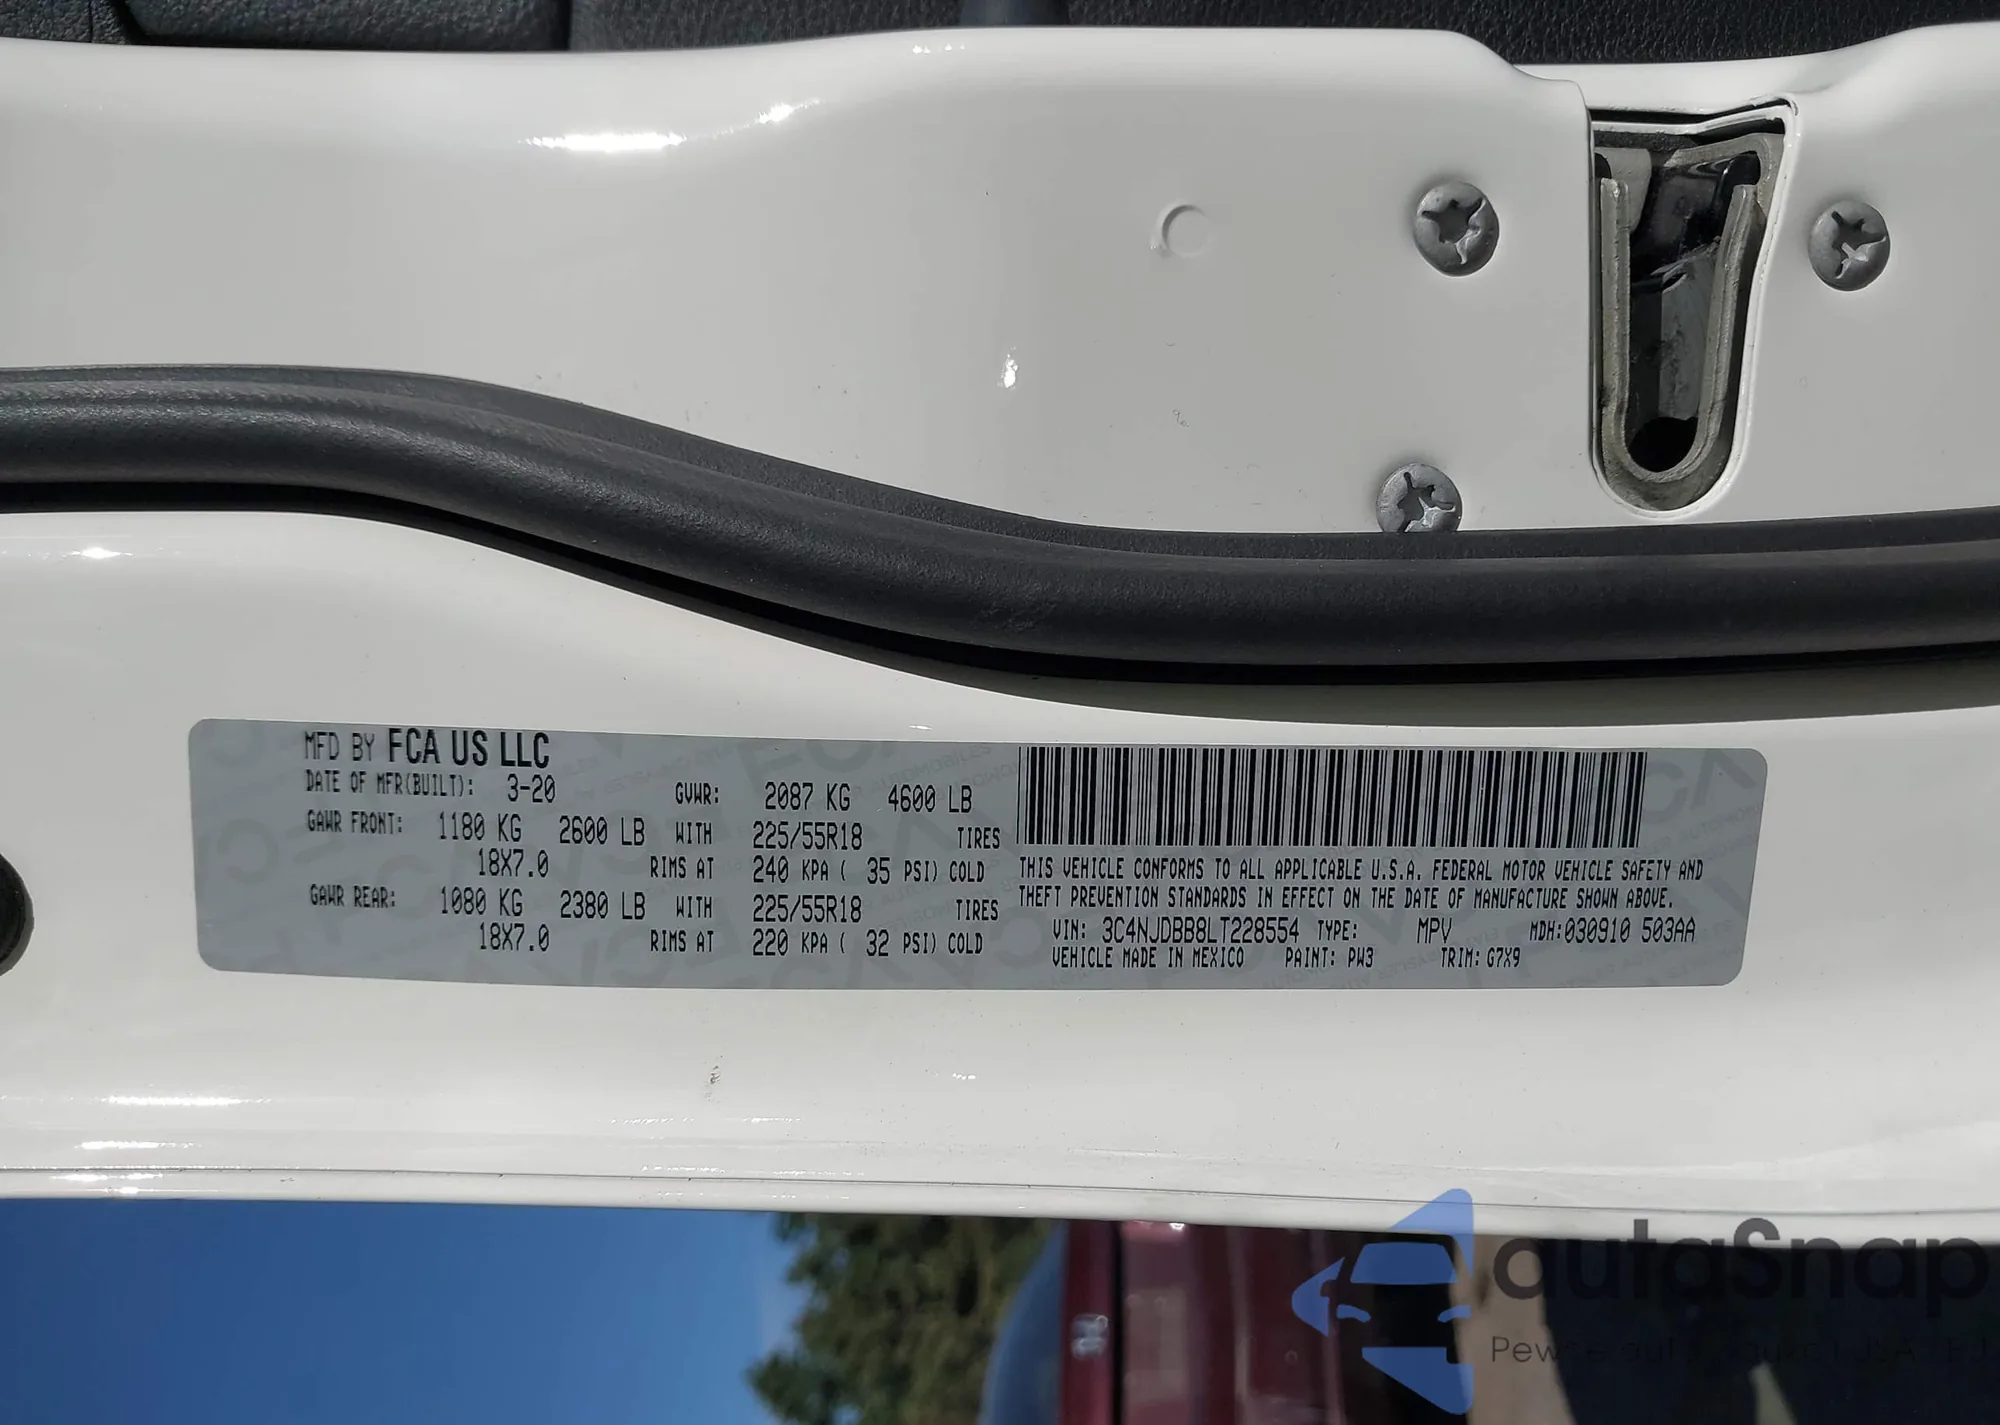 MFD BY FCA US LLC
DATE OF MFR(BUILT): 3-20 GVWR: 2087 KG 4600 LB
GAWR FRONT: 1180 KG 2600 LB WITH 225/55R18 TIRES
18X7.0 RIMS AT 240 KPA ( 35 PSI) COLD
GAWR REAR: 1080 KG 2380 LB WITH 225/55R18 TIRES
18X7.0 RIMS AT 220 KPA ( 32 PSI) COLD
THIS VEHICLE CONFORMS TO ALL APPLICABLE U.S.A. FEDERAL MOTOR VEHICLE SAFETY AND
THEFT PREVENTION STANDARDS IN EFFECT ON THE DATE OF MANUFACTURE SHOWN ABOVE.
VIN: 3C4NJDBB8LT228554 TYPE: MPV MDH:030910 503AA
VEHICLE MADE IN MEXICO PAINT: PW3 TRIM: G7X9
autaSnap